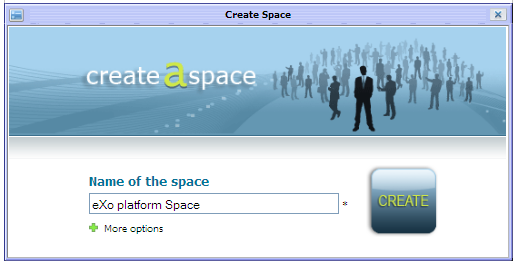 Create Space
create a space
Name of the space
eXo platform Space *
CREATE
More options